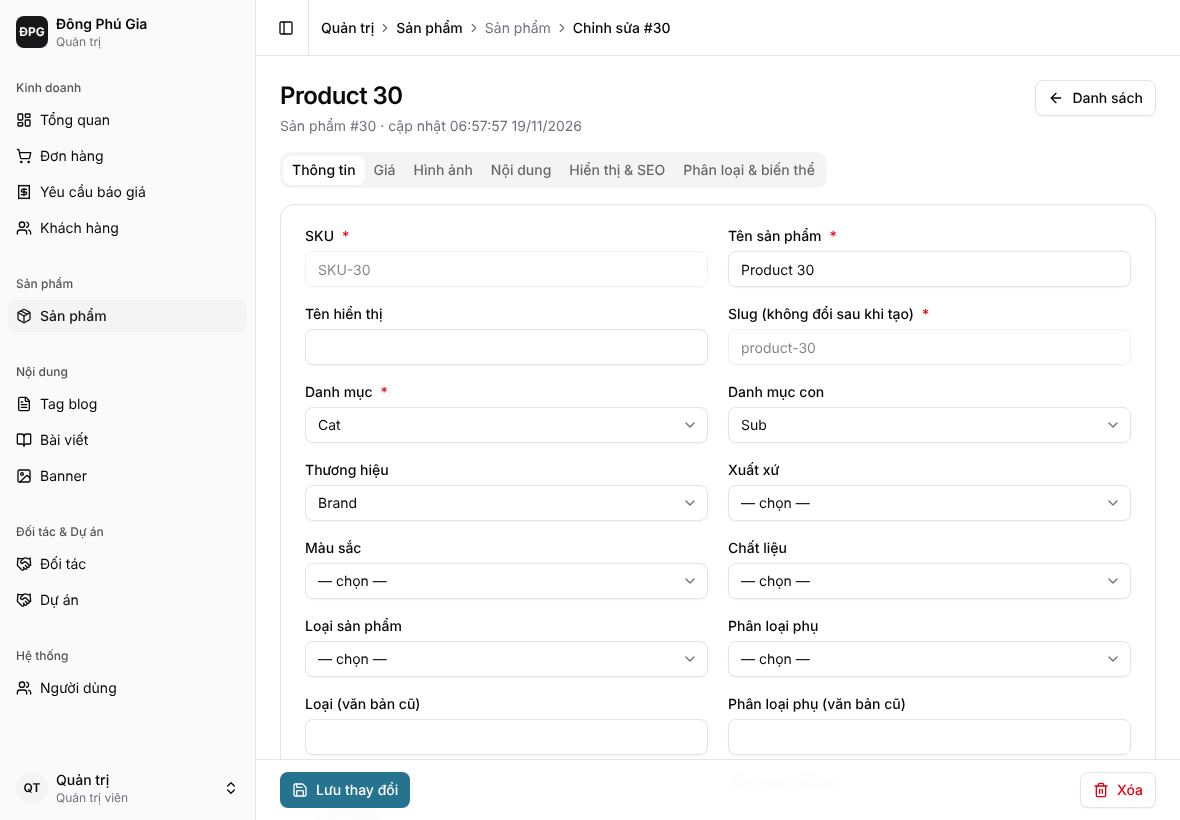 ĐPG
Đông Phú Gia
Quản trị
Kinh doanh
Tổng quan
Đơn hàng
Yêu cầu báo giá
Khách hàng
Sản phẩm
Sản phẩm
Nội dung
Tag blog
Bài viết
Banner
Đối tác & Dự án
Đối tác
Dự án
Hệ thống
Người dùng
QT
Quản trị
Quản trị viên
Quản trị > Sản phẩm > Sản phẩm > Chỉnh sửa #30
Product 30
Sản phẩm #30 · cập nhật 06:57:57 19/11/2026
Danh sách
Thông tin Giá Hình ảnh Nội dung Hiển thị & SEO Phân loại & biến thể
SKU *
SKU-30
Tên sản phẩm *
Product 30
Tên hiển thị
Slug (không đổi sau khi tạo) *
product-30
Danh mục *
Cat
Danh mục con
Sub
Thương hiệu
Brand
Xuất xứ
— chọn —
Màu sắc
— chọn —
Chất liệu
— chọn —
Loại sản phẩm
— chọn —
Phân loại phụ
— chọn —
Loại (văn bản cũ)
Phân loại phụ (văn bản cũ)
Lưu thay đổi
Xóa